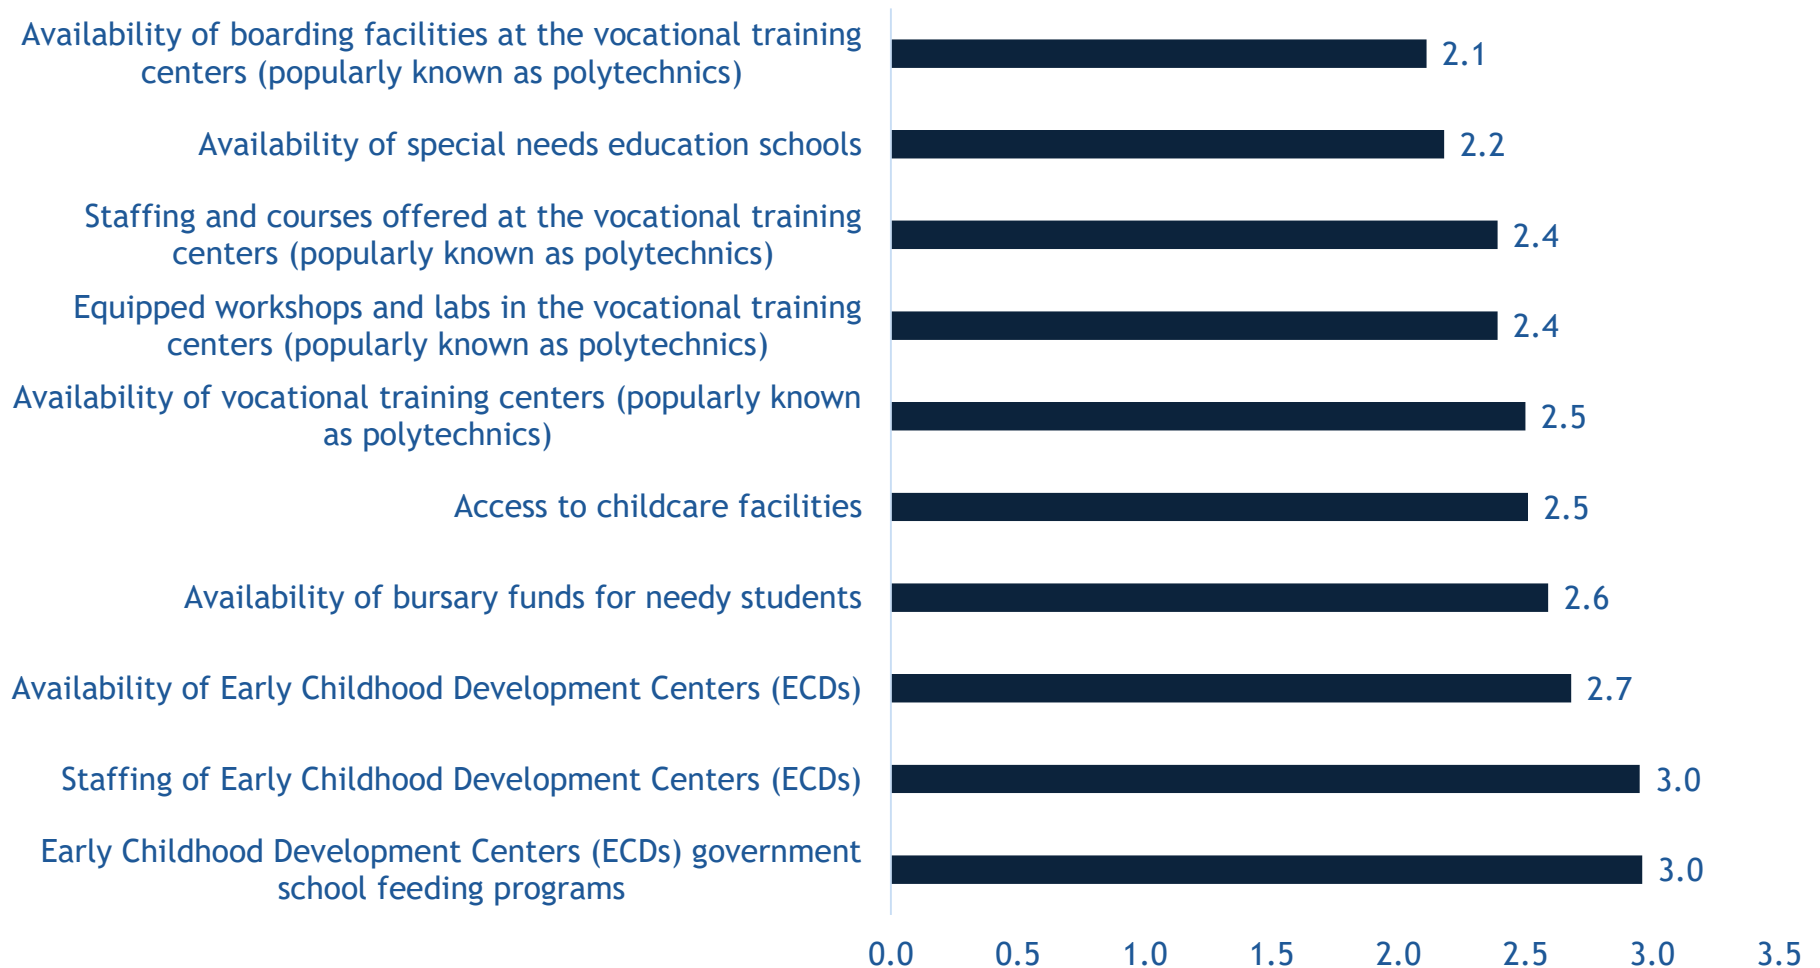 Availability of boarding facilities at the vocational training
centers (popularly known as polytechnics)
2.1
Availability of special needs education schools
2.2
Staffing and courses offered at the vocational training
centers (popularly known as polytechnics)
2.4
Equipped workshops and labs in the vocational training
centers (popularly known as polytechnics)
2.4
Availability of vocational training centers (popularly known
as polytechnics)
2.5
Access to childcare facilities
2.5
Availability of bursary funds for needy students
2.6
Availability of Early Childhood Development Centers (ECDs)
2.7
Staffing of Early Childhood Development Centers (ECDs)
3.0
Early Childhood Development Centers (ECDs) government
school feeding programs
3.0
0.0 0.5 1.0 1.5 2.0 2.5 3.0 3.5